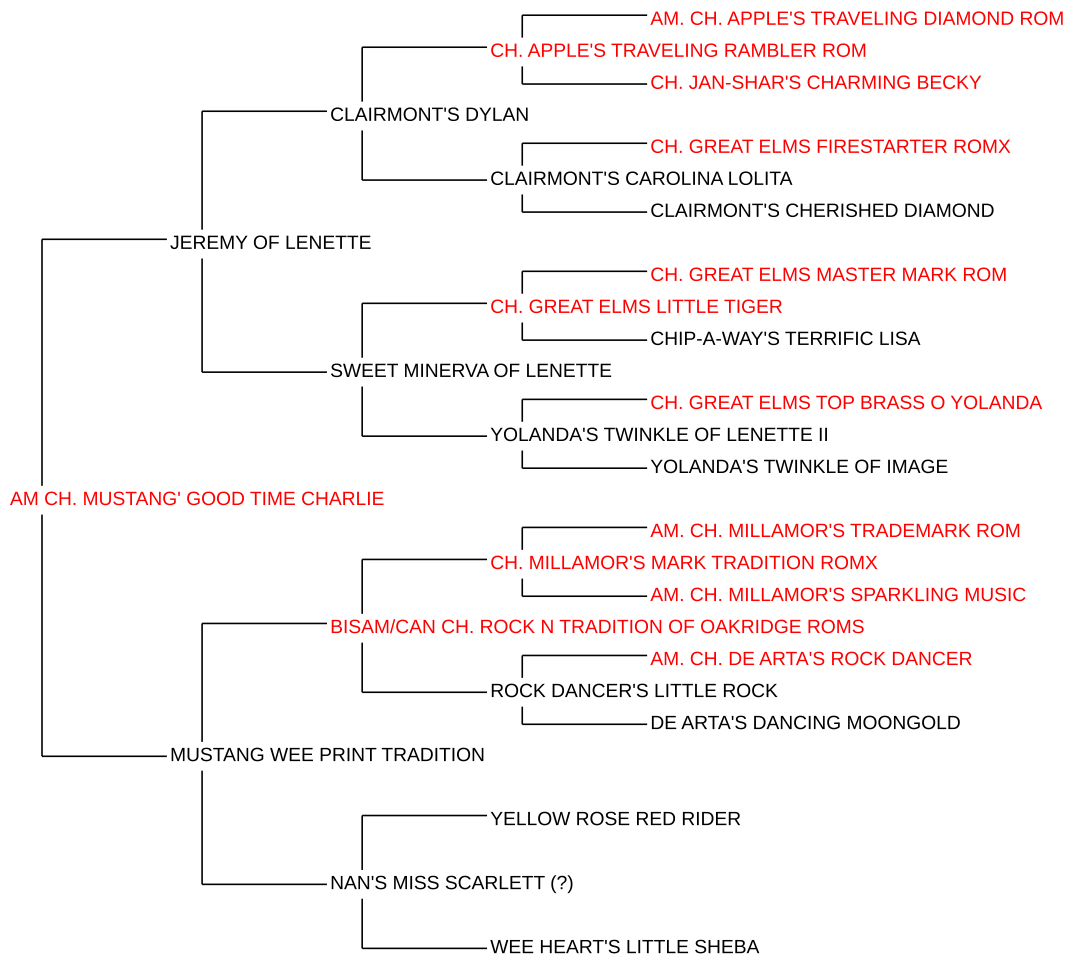 AM. CH. APPLE'S TRAVELING DIAMOND ROM
CH. APPLE'S TRAVELING RAMBLER ROM
CH. JAN-SHAR'S CHARMING BECKY
CLAIRMONT'S DYLAN
CH. GREAT ELMS FIRESTARTER ROMX
CLAIRMONT'S CAROLINA LOLITA
CLAIRMONT'S CHERISHED DIAMOND
JEREMY OF LENETTE
CH. GREAT ELMS MASTER MARK ROM
CH. GREAT ELMS LITTLE TIGER
CHIP-A-WAY'S TERRIFIC LISA
SWEET MINERVA OF LENETTE
CH. GREAT ELMS TOP BRASS O YOLANDA
YOLANDA'S TWINKLE OF LENETTE II
YOLANDA'S TWINKLE OF IMAGE
AM CH. MUSTANG' GOOD TIME CHARLIE
AM. CH. MILLAMOR'S TRADEMARK ROM
CH. MILLAMOR'S MARK TRADITION ROMX
AM. CH. MILLAMOR'S SPARKLING MUSIC
BISAM/CAN CH. ROCK N TRADITION OF OAKRIDGE ROMS
AM. CH. DE ARTA'S ROCK DANCER
ROCK DANCER'S LITTLE ROCK
DE ARTA'S DANCING MOONGOLD
MUSTANG WEE PRINT TRADITION
YELLOW ROSE RED RIDER
NAN'S MISS SCARLETT (?)
WEE HEART'S LITTLE SHEBA